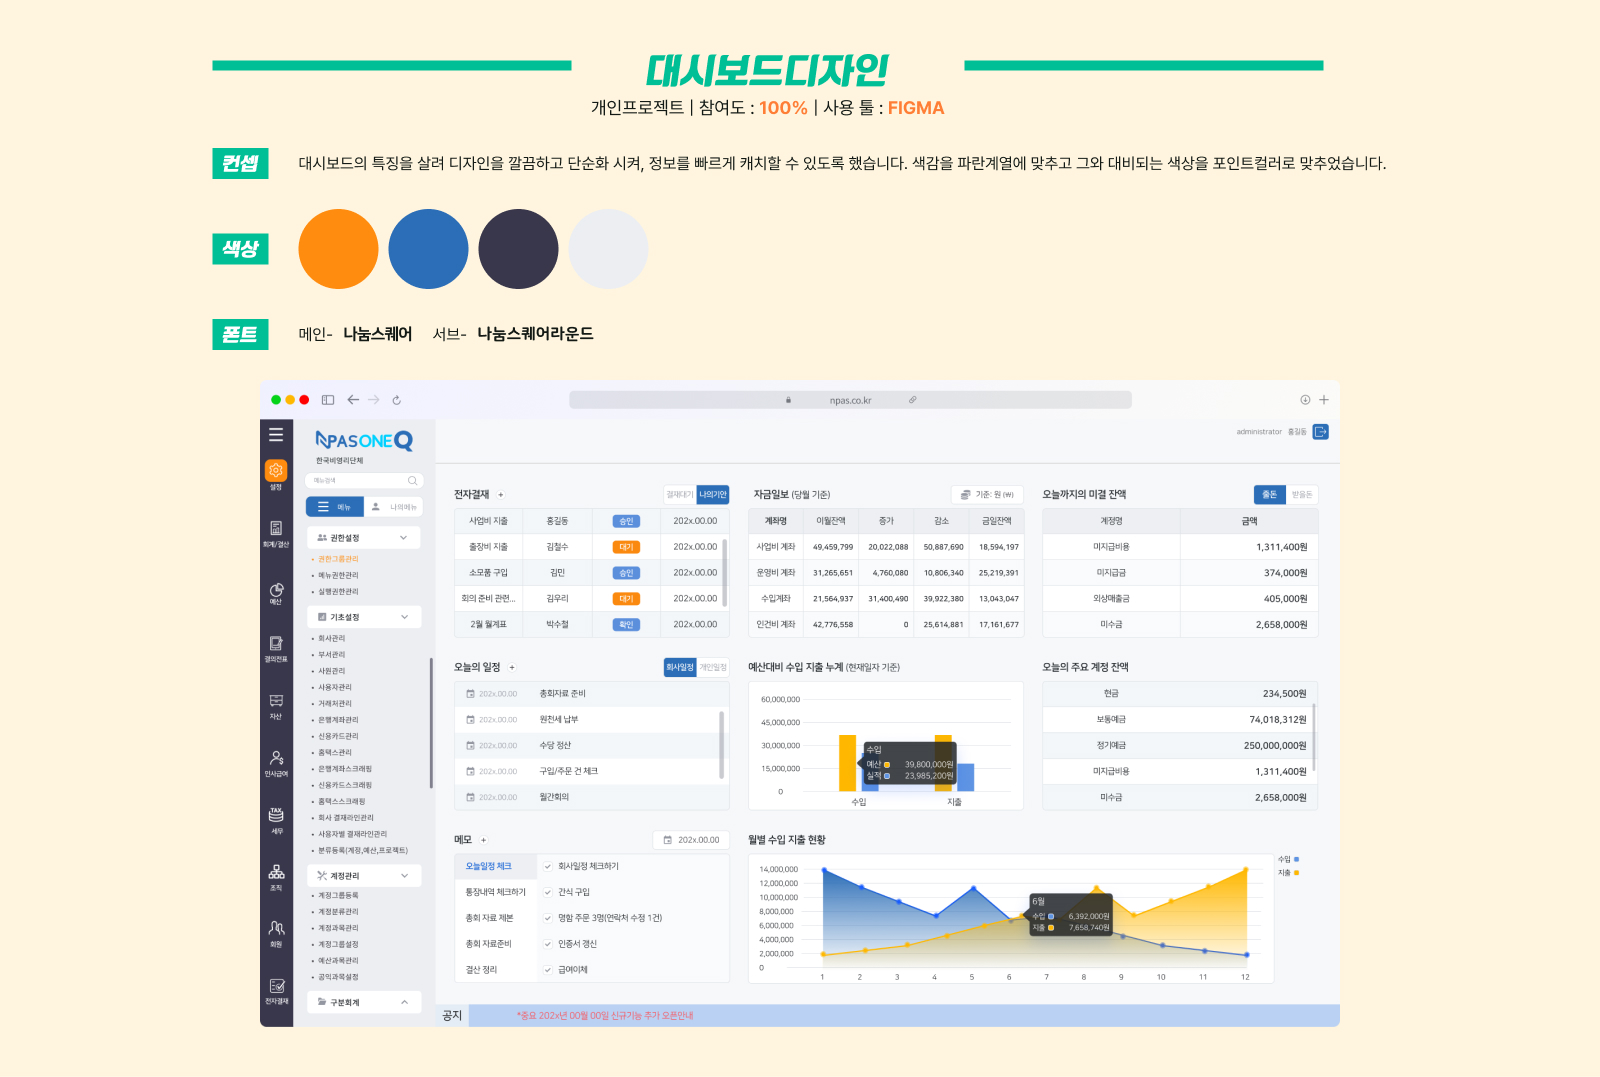 대시보드디자인
개인프로젝트 | 참여도 : 100% | 사용 툴 : FIGMA
컨셉
대시보드의 특징을 살려 디자인을 깔끔하고 단순화 시켜, 정보를 빠르게 캐치할 수 있도록 했습니다. 색감을 파란계열에 맞추고 그와 대비되는 색상을 포인트컬러로 맞추었습니다.
색상
폰트
메인- 나눔스퀘어 서브- 나눔스퀘어라운드
npas.co.kr
administrator 홍길동
설정
회계/결산
예산
결의전표
자산
인사급여
TAX
세무
조직
회원
전자결재
NPAS ONE Q
한국비영리단체
메뉴검색
메뉴 나의메뉴
권한설정
권한그룹관리
메뉴권한관리
실행권한관리
기초설정
회사관리
부서관리
사원관리
사용자관리
거래처관리
은행계좌관리
신용카드관리
홈택스관리
은행계좌스크래핑
신용카드스크래핑
홈택스스크래핑
회사 결재라인관리
사용자별 결재라인관리
분류등록(계정,예산,프로젝트)
계정관리
계정그룹등록
계정분류관리
계정과목관리
계정그룹설정
예산과목관리
공익과목설정
구분회계
전자결재 + 결재대기 나의기안
사업비 지출 홍길동 승인 202x.00.00
출장비 지출 김철수 대기 202x.00.00
소모품 구입 김민 승인 202x.00.00
회의 준비 관련... 김우리 대기 202x.00.00
2월 월계표 박수철 확인 202x.00.00
자금일보 (당월 기준) 기준: 원 (₩)
계좌명 이월잔액 증가 감소 금일잔액
사업비 계좌 49,459,799 20,022,088 50,887,690 18,594,197
운영비 계좌 31,265,651 4,760,080 10,806,340 25,219,391
수입계좌 21,564,937 31,400,490 39,922,380 13,043,047
인건비 계좌 42,776,558 0 25,614,881 17,161,677
오늘까지의 미결 잔액 줄돈 받을돈
계정명 금액
미지급비용 1,311,400원
미지급금 374,000원
외상매출금 405,000원
미수금 2,658,000원
오늘의 일정 + 회사일정 개인일정
202x.00.00 총회자료 준비
202x.00.00 원천세 납부
202x.00.00 수당 정산
202x.00.00 구입/주문 건 체크
202x.00.00 월간회의
예산대비 수입 지출 누계 (현재일자 기준)
60,000,000
45,000,000
30,000,000
15,000,000
0
수입
예산 39,800,000원
실적 23,985,200원
수입 지출
오늘의 주요 계정 잔액
현금 234,500원
보통예금 74,018,312원
정기예금 250,000,000원
미지급비용 1,311,400원
미수금 2,658,000원
메모 + 202x.00.00
오늘일정 체크 회사일정 체크하기
통장내역 체크하기 간식 구입
총회 자료 제본 명함 주문 3명(연락처 수정 1건)
총회 자료준비 인증서 갱신
결산 정리 급여이체
월별 수입 지출 현황
수입
지출
14,000,000
12,000,000
10,000,000
8,000,000
6,000,000
4,000,000
2,000,000
0
6월
수입 6,392,000원
지출 7,658,740원
1 2 3 4 5 6 7 8 9 10 11 12
공지 *중요 202x년 00월 00일 신규기능 추가 오픈안내